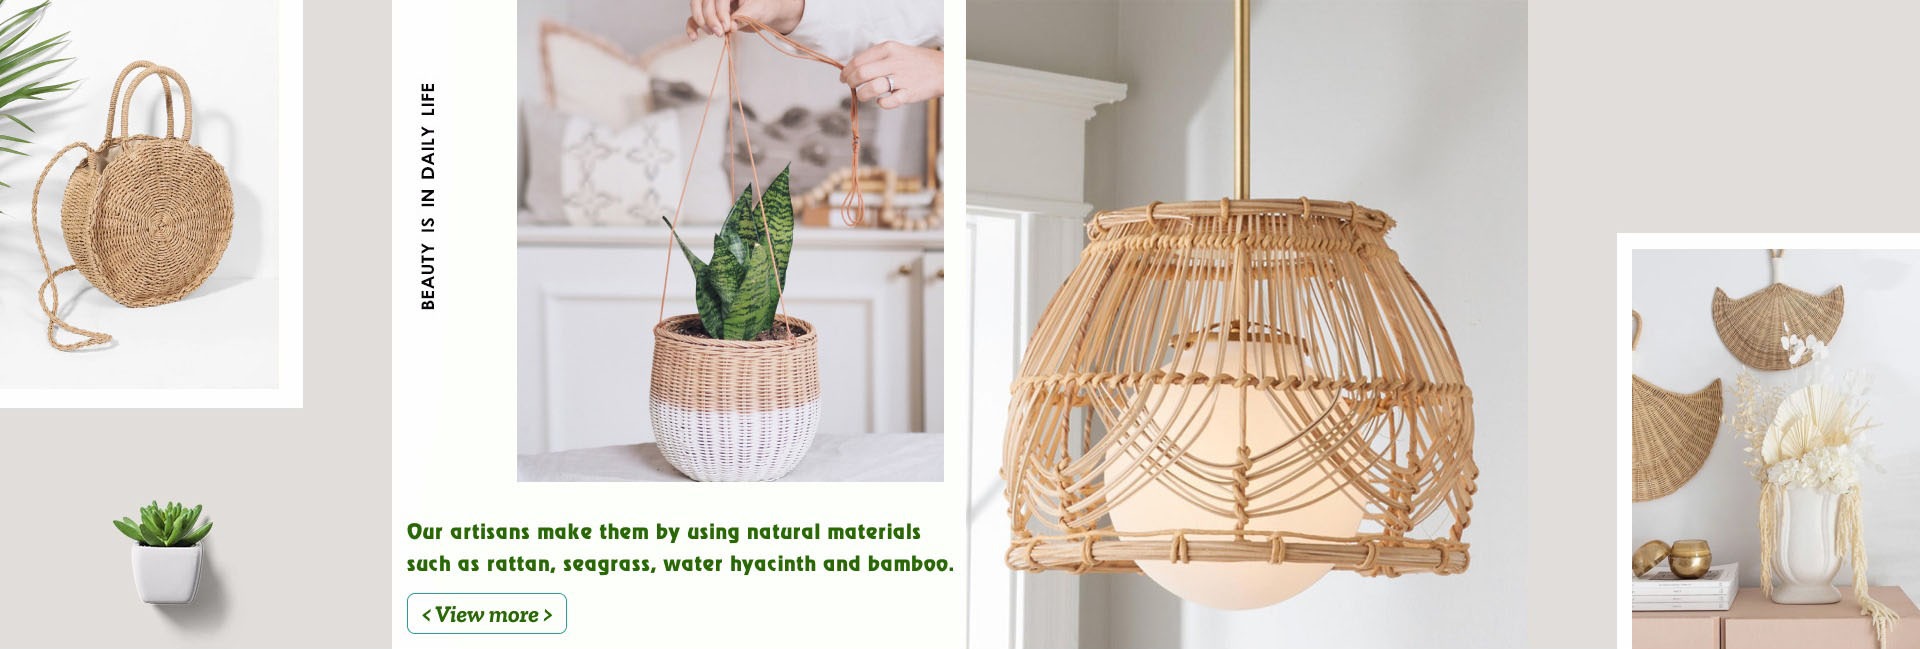 BEAUTY IS IN DAILY LIFE
Our artisans make them by using natural materials
such as rattan, seagrass, water hyacinth and bamboo.
< View more >